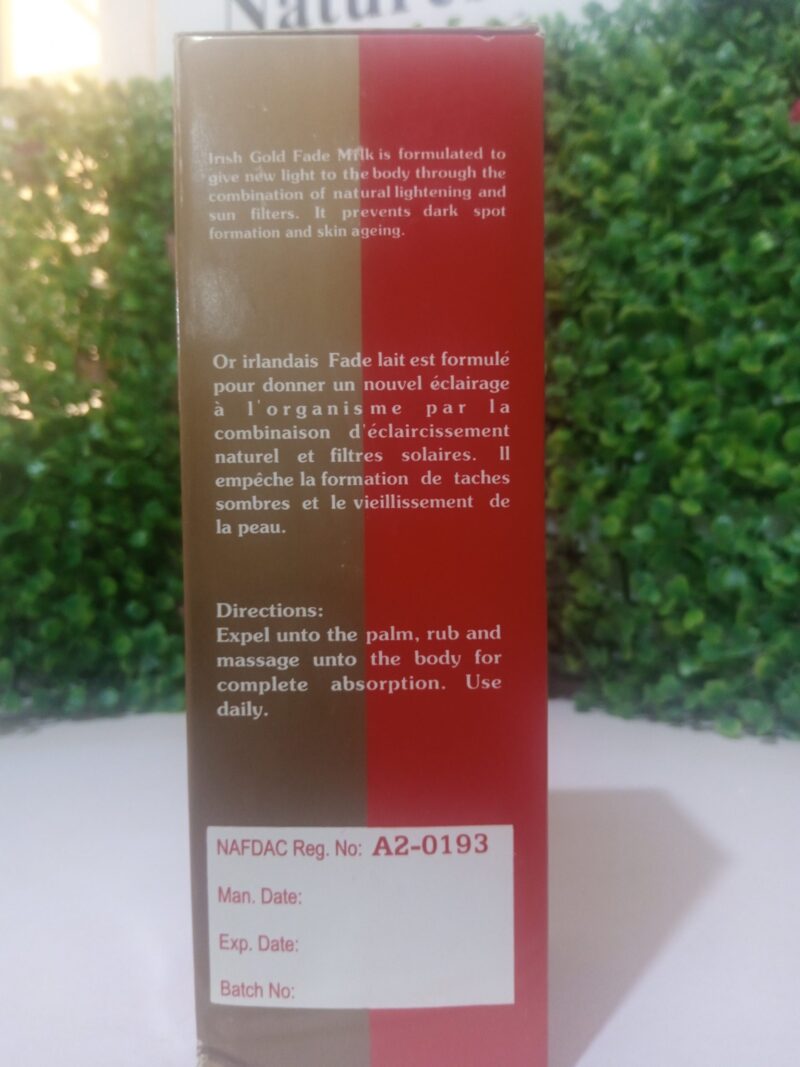 Natures
Irish Gold Fade Milk is formulated to
give new light to the body through the
combination of natural lightening and
sun filters. It prevents dark spot
formation and skin ageing.
Or irlandais Fade lait est formulé
pour donner un nouvel éclairage
à l'organisme par la
combinaison d'éclaircissement
naturel et filtres solaires. Il
empêche la formation de taches
sombres et le vieillissement de
la peau.
Directions:
Expel unto the palm, rub and
massage unto the body for
complete absorption. Use
daily.
NAFDAC Reg. No: A2-0193
Man. Date:
Exp. Date:
Batch No: